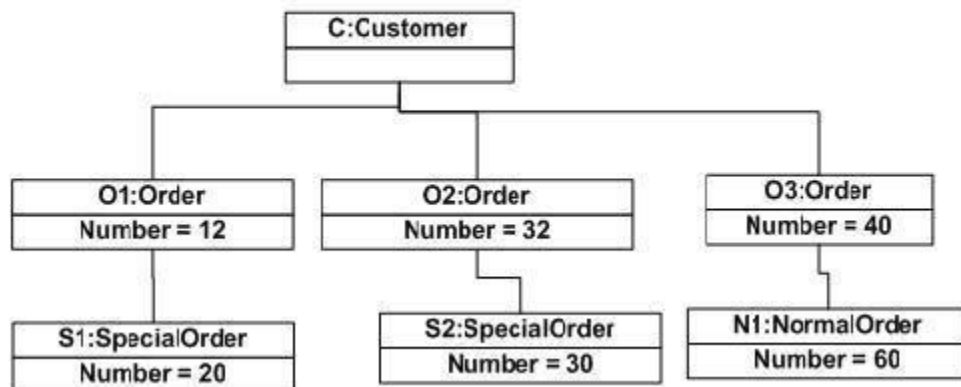 C:Customer
O1:Order
Number = 12
O2:Order
Number = 32
O3:Order
Number = 40
S1:SpecialOrder
Number = 20
S2:SpecialOrder
Number = 30
N1:NormalOrder
Number = 60